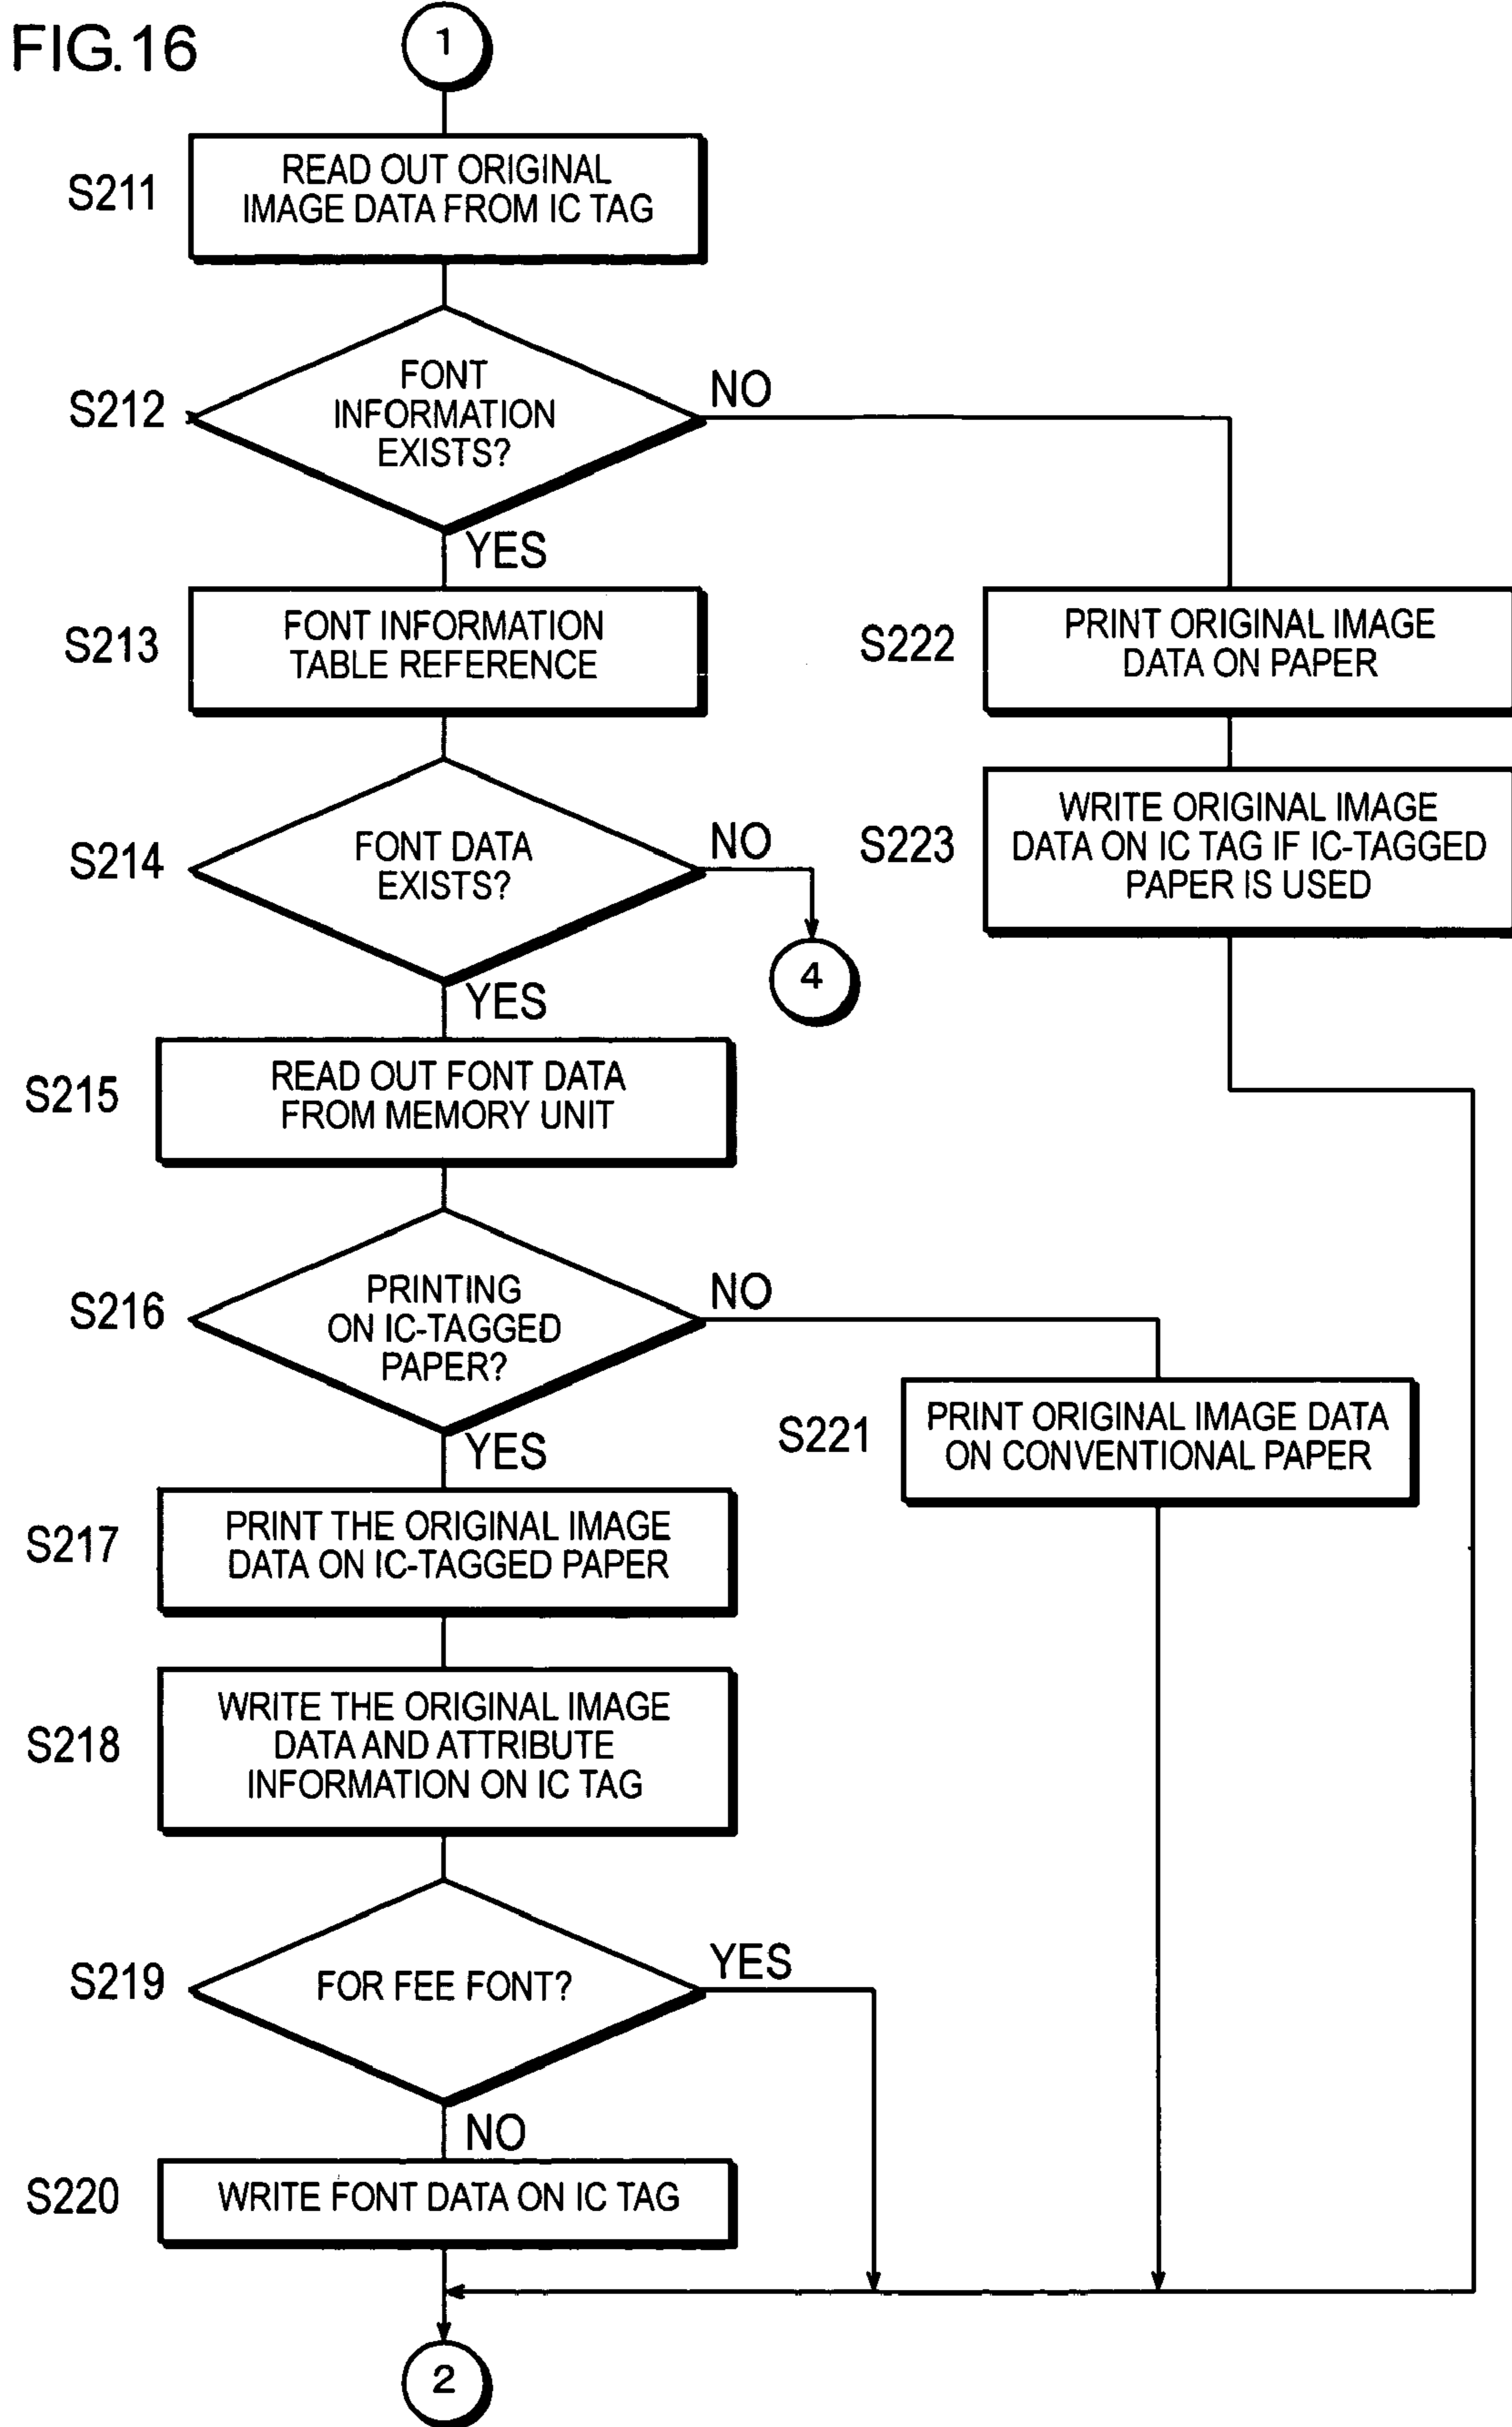 FIG.16
1
S211
READ OUT ORIGINAL
IMAGE DATA FROM IC TAG
S212
FONT
INFORMATION
EXISTS?
NO
YES
S213
FONT INFORMATION
TABLE REFERENCE
S222
PRINT ORIGINAL IMAGE
DATA ON PAPER
S214
FONT DATA
EXISTS?
NO
S223
WRITE ORIGINAL IMAGE
DATA ON IC TAG IF IC-TAGGED
PAPER IS USED
4
YES
S215
READ OUT FONT DATA
FROM MEMORY UNIT
S216
PRINTING
ON IC-TAGGED
PAPER?
NO
YES
S221
PRINT ORIGINAL IMAGE DATA
ON CONVENTIONAL PAPER
S217
PRINT THE ORIGINAL IMAGE
DATA ON IC-TAGGED PAPER
S218
WRITE THE ORIGINAL IMAGE
DATA AND ATTRIBUTE
INFORMATION ON IC TAG
S219
FOR FEE FONT?
YES
NO
S220
WRITE FONT DATA ON IC TAG
2